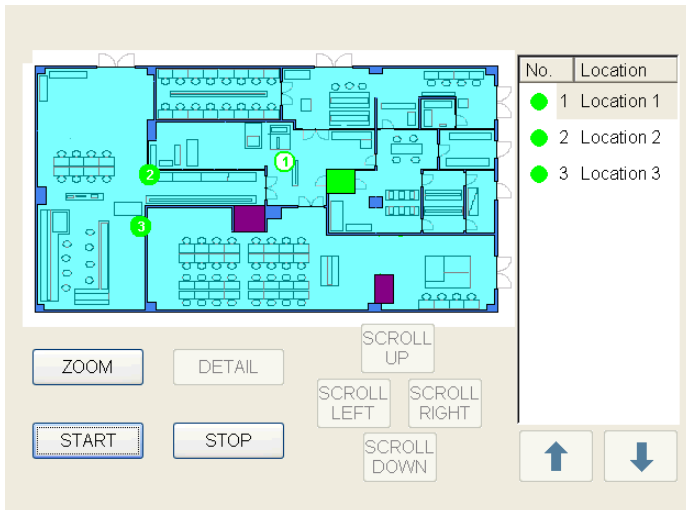 No. Location
1 Location 1
2 Location 2
3 Location 3
1
2
3
ZOOM
DETAIL
START
STOP
SCROLL
UP
SCROLL
LEFT
SCROLL
RIGHT
SCROLL
DOWN